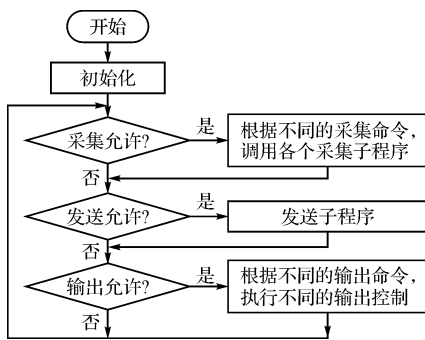 开始
初始化
采集允许?
是
根据不同的采集命令,
调用各个采集子程序
否
发送允许?
是
发送子程序
否
输出允许?
是
根据不同的输出命令,
执行不同的输出控制
否